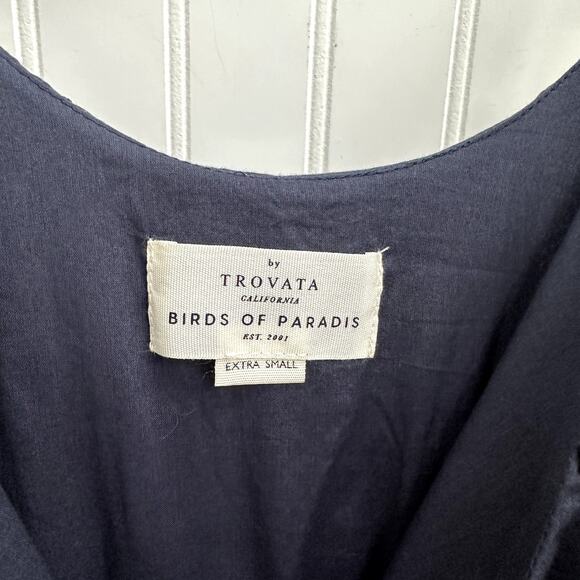 by
TROVATA
CALIFORNIA
BIRDS OF PARADIS
EST. 2001
EXTRA SMALL